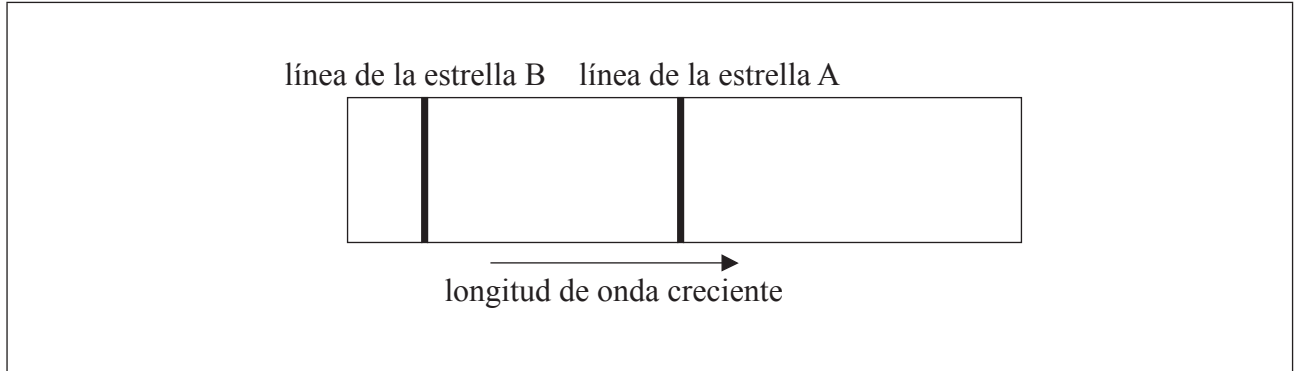 línea de la estrella B línea de la estrella A
longitud de onda creciente